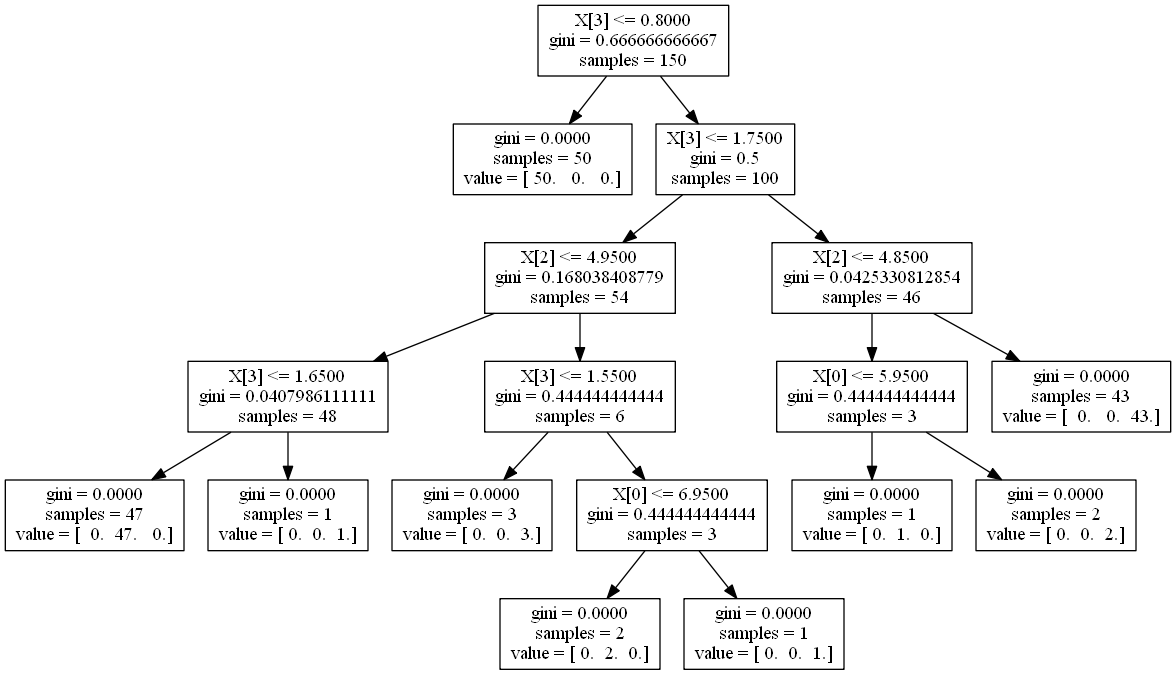 X[3] <= 0.8000
gini = 0.666666666667
samples = 150
gini = 0.0000
samples = 50
value = [ 50. 0. 0.]
X[3] <= 1.7500
gini = 0.5
samples = 100
X[2] <= 4.9500
gini = 0.168038408779
samples = 54
X[2] <= 4.8500
gini = 0.0425330812854
samples = 46
X[3] <= 1.6500
gini = 0.0407986111111
samples = 48
X[3] <= 1.5500
gini = 0.444444444444
samples = 6
X[0] <= 5.9500
gini = 0.444444444444
samples = 3
gini = 0.0000
samples = 43
value = [ 0. 0. 43.]
gini = 0.0000
samples = 47
value = [ 0. 47. 0.]
gini = 0.0000
samples = 1
value = [ 0. 0. 1.]
gini = 0.0000
samples = 3
value = [ 0. 0. 3.]
X[0] <= 6.9500
gini = 0.444444444444
samples = 3
gini = 0.0000
samples = 1
value = [ 0. 1. 0.]
gini = 0.0000
samples = 2
value = [ 0. 0. 2.]
gini = 0.0000
samples = 2
value = [ 0. 2. 0.]
gini = 0.0000
samples = 1
value = [ 0. 0. 1.]